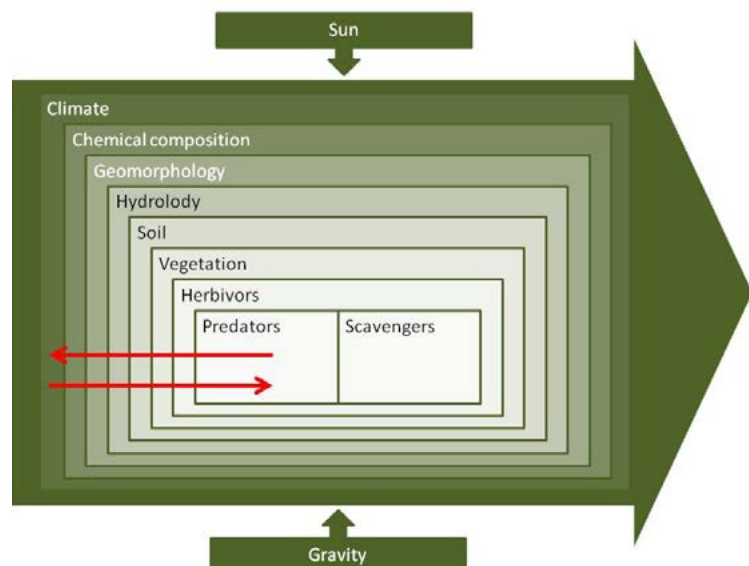 Sun
Climate
Chemical composition
Geomorphology
Hydrolody
Soil
Vegetation
Herbivors
Predators
Scavengers
Gravity